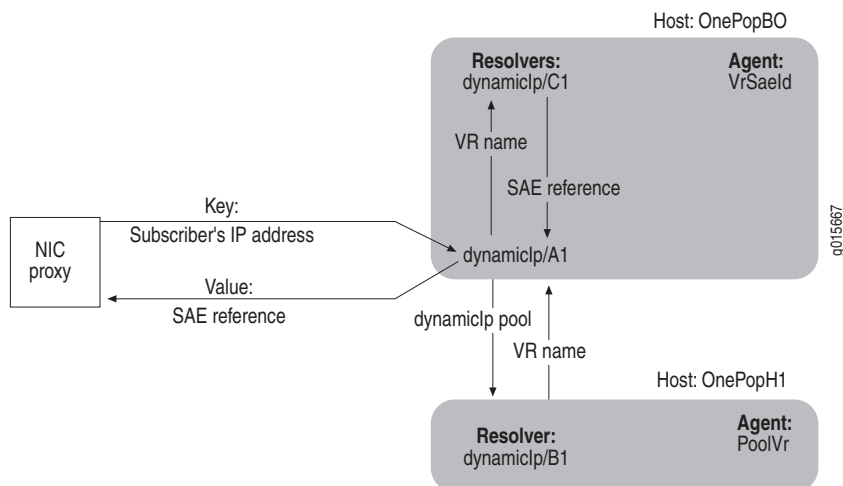 Host: OnePopBO
Resolvers:
dynamicIp/C1
Agent:
VrSaeId
VR name
SAE reference
Key:
Subscriber's IP address
NIC
proxy
dynamicIp/A1
Value:
SAE reference
dynamicIp pool
VR name
g015667
Host: OnePopH1
Resolver:
dynamicIp/B1
Agent:
PoolVr